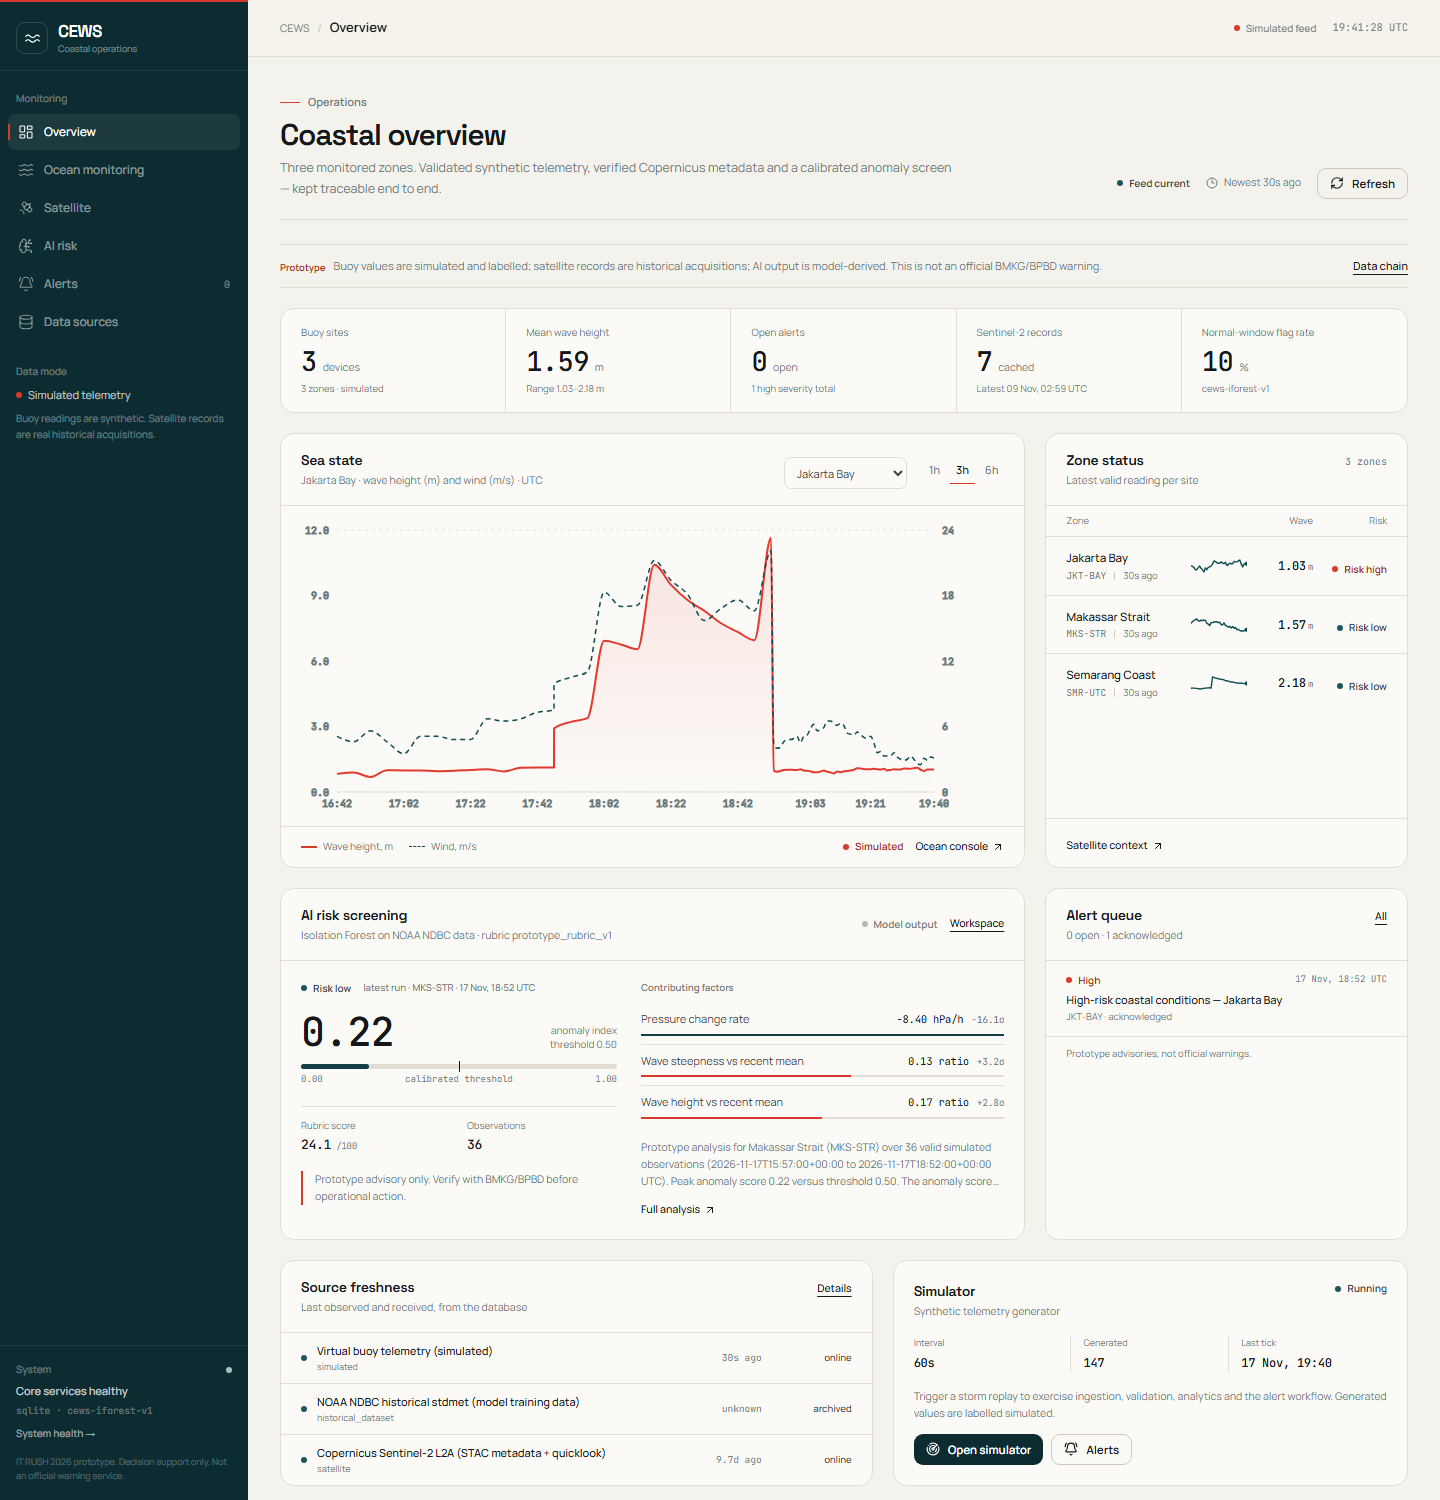 CEWS
Coastal operations
Monitoring
Overview
Ocean monitoring
Satellite
AI risk
Alerts 0
Data sources
Data mode
Simulated telemetry
Buoy readings are synthetic. Satellite records
are real historical acquisitions.
System
Core services healthy
sqlite · cews-iforest-v1
System health →
IT RUSH 2026 prototype. Decision support only. Not
an official warning service.
CEWS / Overview
Simulated feed 19:41:28 UTC
Operations
Coastal overview
Three monitored zones. Validated synthetic telemetry, verified Copernicus metadata and a calibrated anomaly screen
— kept traceable end to end.
Feed current Newest 30s ago Refresh
Prototype Buoy values are simulated and labelled; satellite records are historical acquisitions; AI output is model-derived. This is not an official BMKG/BPBD warning. Data chain
Buoy sites
3 devices
3 zones · simulated
Mean wave height
1.59 m
Range 1.03–2.18 m
Open alerts
0 open
1 high severity total
Sentinel-2 records
7 cached
Latest 09 Nov, 02:59 UTC
Normal-window flag rate
10 %
cews-iforest-v1
Sea state
Jakarta Bay · wave height (m) and wind (m/s) · UTC
Jakarta Bay 1h 3h 6h
12.0 24
9.0 18
6.0 12
3.0 6
0.0 0
16:42 17:02 17:22 17:42 18:02 18:22 18:42 19:03 19:21 19:40
Wave height, m Wind, m/s Simulated Ocean console
Zone status 3 zones
Latest valid reading per site
Zone Wave Risk
Jakarta Bay
JKT-BAY | 30s ago 1.03 m Risk high
Makassar Strait
MKS-STR | 30s ago 1.57 m Risk low
Semarang Coast
SMR-UTC | 30s ago 2.18 m Risk low
Satellite context
AI risk screening
Isolation Forest on NOAA NDBC data · rubric prototype_rubric_v1
Model output Workspace
Risk low latest run · MKS-STR · 17 Nov, 18:52 UTC
0.22
anomaly index
threshold 0.50
0.00 calibrated threshold 1.00
Rubric score
24.1 /100
Observations
36
Prototype advisory only. Verify with BMKG/BPBD before
operational action.
Contributing factors
Pressure change rate -8.40 hPa/h -16.1σ
Wave steepness vs recent mean 0.13 ratio +3.2σ
Wave height vs recent mean 0.17 ratio +2.8σ
Prototype analysis for Makassar Strait (MKS-STR) over 36 valid simulated
observations (2026-11-17T15:57:00+00:00 to 2026-11-17T18:52:00+00:00
UTC). Peak anomaly score 0.22 versus threshold 0.50. The anomaly score…
Full analysis
Alert queue All
0 open · 1 acknowledged
High 17 Nov, 18:52 UTC
High-risk coastal conditions — Jakarta Bay
JKT-BAY · acknowledged
Prototype advisories, not official warnings.
Source freshness Details
Last observed and received, from the database
Virtual buoy telemetry (simulated)
simulated 30s ago online
NOAA NDBC historical stdmet (model training data)
historical_dataset unknown archived
Copernicus Sentinel-2 L2A (STAC metadata + quicklook)
satellite 9.7d ago online
Simulator Running
Synthetic telemetry generator
Interval
60s
Generated
147
Last tick
17 Nov, 19:40
Trigger a storm replay to exercise ingestion, validation, analytics and the alert workflow. Generated
values are labelled simulated.
Open simulator Alerts